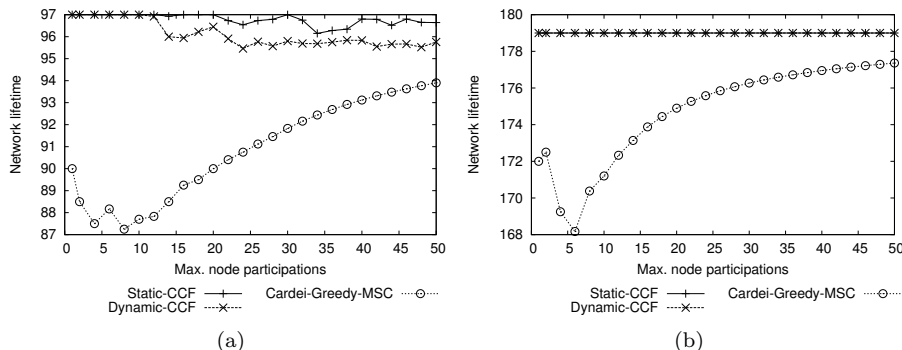 97
96
95
94
93
92
91
90
89
88
87
Network lifetime
0 5 10 15 20 25 30 35 40 45 50
Max. node participations
Static-CCF
Dynamic-CCF
Cardei-Greedy-MSC
(a)
180
178
176
174
172
170
168
Network lifetime
0 5 10 15 20 25 30 35 40 45 50
Max. node participations
Static-CCF
Dynamic-CCF
Cardei-Greedy-MSC
(b)